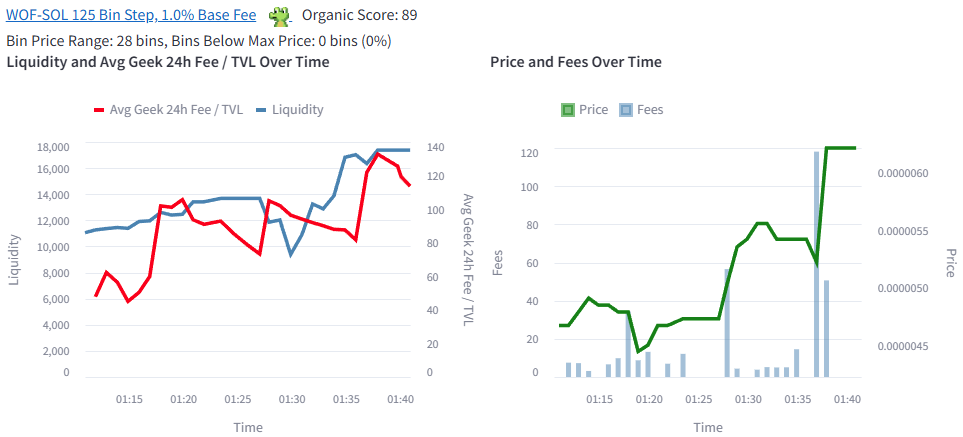 WOF-SOL 125 Bin Step, 1.0% Base Fee Organic Score: 89
Bin Price Range: 28 bins, Bins Below Max Price: 0 bins (0%)
Liquidity and Avg Geek 24h Fee / TVL Over Time
Avg Geek 24h Fee / TVL Liquidity
18,000
16,000
14,000
12,000
10,000
8,000
6,000
4,000
2,000
0
Liquidity
140
120
100
80
60
40
20
0
Avg Geek 24h Fee / TVL
01:15 01:20 01:25 01:30 01:35 01:40
Time
Price and Fees Over Time
Price Fees
120
100
80
60
40
20
0
Fees
0.0000060
0.0000055
0.0000050
0.0000045
Price
01:15 01:20 01:25 01:30 01:35 01:40
Time